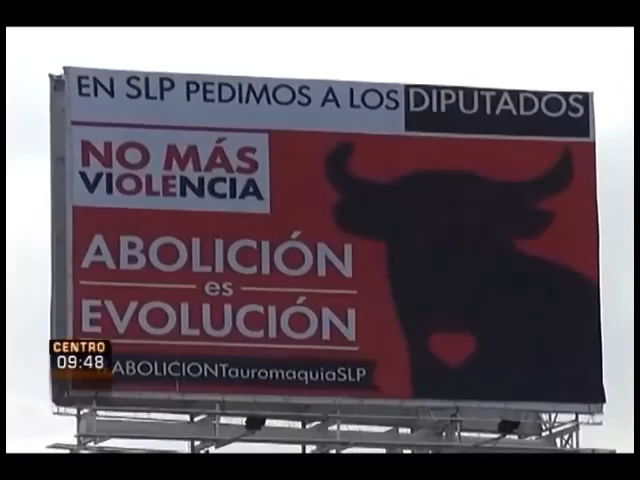 EN SLP PEDIMOS A LOS DIPUTADOS
NO MÁS
VIOLENCIA
ABOLICIÓN
es
EVOLUCIÓN
ABOLICIONTauromaquiaSLP
CENTRO
09:48